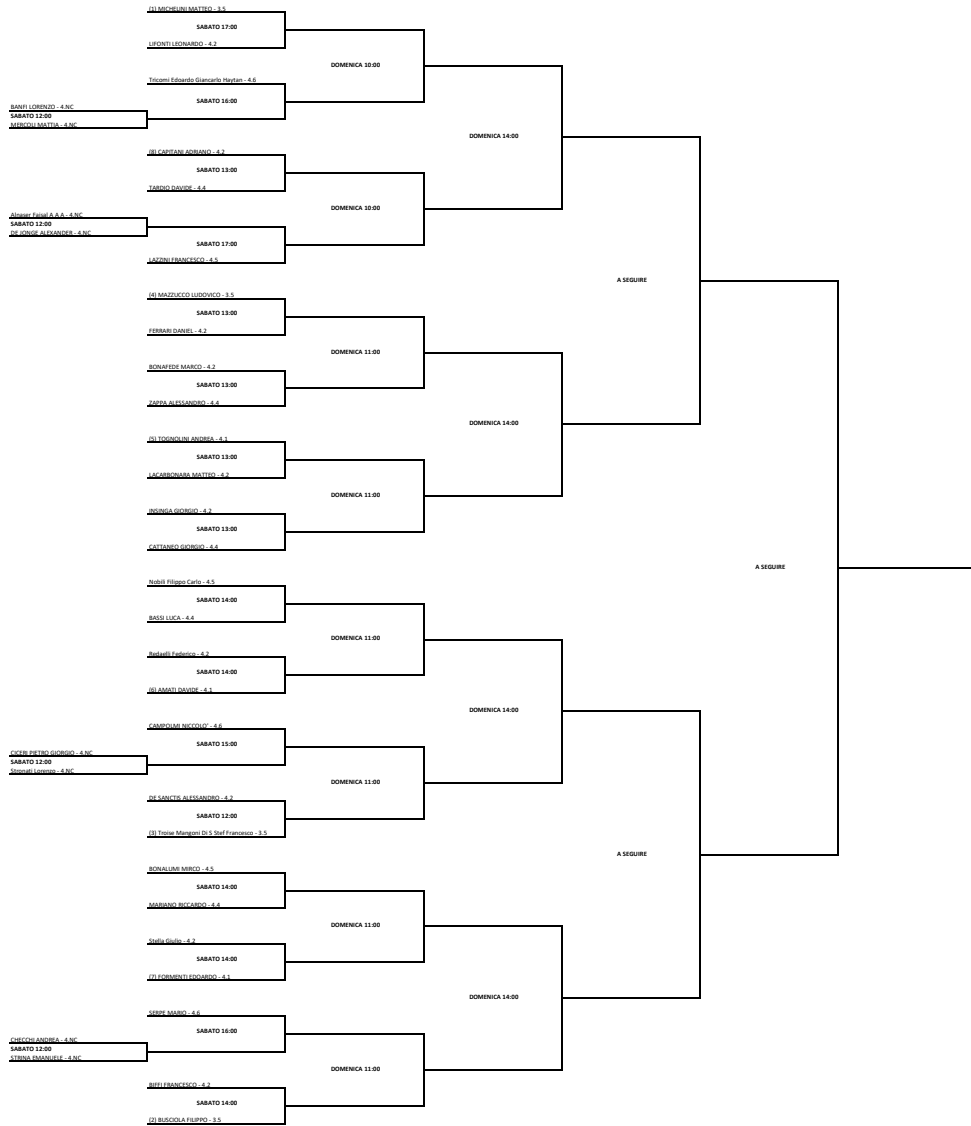 (1) MICHELINI MATTEO - 3.5
SABATO 17:00
LIFONTI LEONARDO - 4.2
DOMENICA 10:00
Tricomi Edoardo Giancarlo Haytan - 4.6
SABATO 16:00
BANFI LORENZO - 4.NC
SABATO 12:00
MERCOLI MATTIA - 4.NC
DOMENICA 14:00
(8) CAPITANI ADRIANO - 4.2
SABATO 13:00
TARDIO DAVIDE - 4.4
DOMENICA 10:00
Alnaser Faisal A A A - 4.NC
SABATO 12:00
DE JONGE ALEXANDER - 4.NC
SABATO 17:00
LAZZINI FRANCESCO - 4.5
A SEGUIRE
(4) MAZZUCCO LUDOVICO - 3.5
SABATO 13:00
FERRARI DANIEL - 4.2
DOMENICA 11:00
BONAFEDE MARCO - 4.2
SABATO 13:00
ZAPPA ALESSANDRO - 4.4
DOMENICA 14:00
(5) TOGNOLINI ANDREA - 4.1
SABATO 13:00
LACARBONARA MATTEO - 4.2
DOMENICA 11:00
INSINGA GIORGIO - 4.2
SABATO 13:00
CATTANEO GIORGIO - 4.4
A SEGUIRE
Nobili Filippo Carlo - 4.5
SABATO 14:00
BASSI LUCA - 4.4
DOMENICA 11:00
Redaelli Federico - 4.2
SABATO 14:00
(6) AMATI DAVIDE - 4.1
DOMENICA 14:00
CAMPOLMI NICCOLO' - 4.6
SABATO 15:00
CICERI PIETRO GIORGIO - 4.NC
SABATO 12:00
Stronati Lorenzo - 4.NC
DOMENICA 11:00
DE SANCTIS ALESSANDRO - 4.2
SABATO 12:00
(3) Troise Mangoni Di S Stef Francesco - 3.5
A SEGUIRE
BONALUMI MIRCO - 4.5
SABATO 14:00
MARIANO RICCARDO - 4.4
DOMENICA 11:00
Stella Giulio - 4.2
SABATO 14:00
(7) FORMENTI EDOARDO - 4.1
DOMENICA 14:00
SERPE MARIO - 4.6
SABATO 16:00
CHECCHI ANDREA - 4.NC
SABATO 12:00
STRINA EMANUELE - 4.NC
DOMENICA 11:00
BIFFI FRANCESCO - 4.2
SABATO 14:00
(2) BUSCIOLA FILIPPO - 3.5